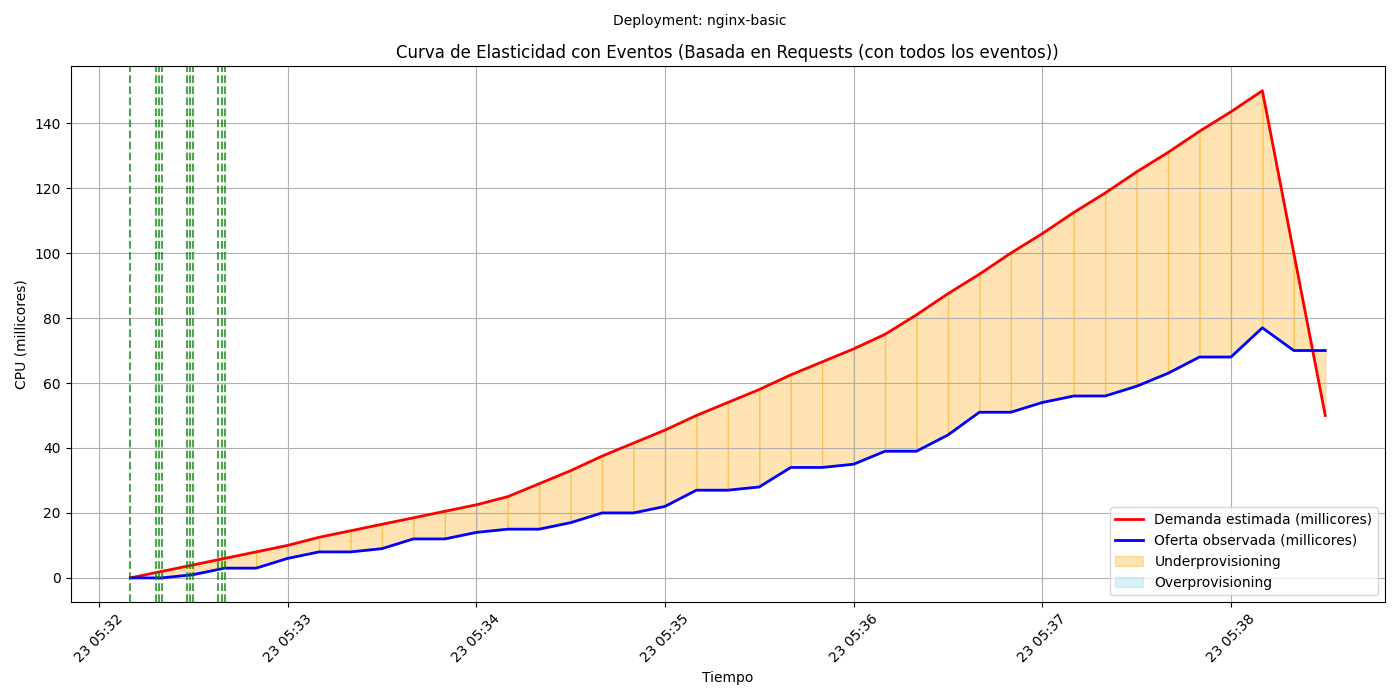 Deployment: nginx-basic
Curva de Elasticidad con Eventos (Basada en Requests (con todos los eventos))
CPU (millicores)
140
120
100
80
60
40
20
0
Demanda estimada (millicores)
Oferta observada (millicores)
Underprovisioning
Overprovisioning
23 05:32
23 05:33
23 05:34
23 05:35
23 05:36
23 05:37
23 05:38
Tiempo